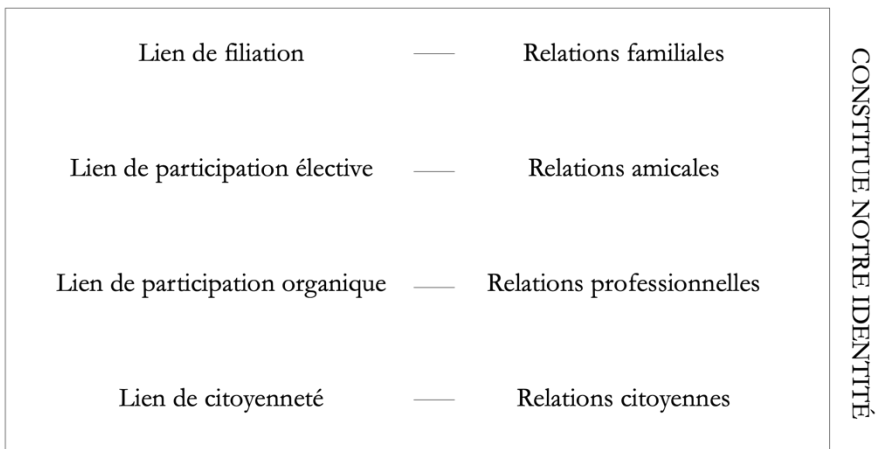 Lien de filiation — Relations familiales
Lien de participation élective — Relations amicales
Lien de participation organique — Relations professionnelles
Lien de citoyenneté — Relations citoyennes
CONSTITUE NOTRE IDENTITÉ